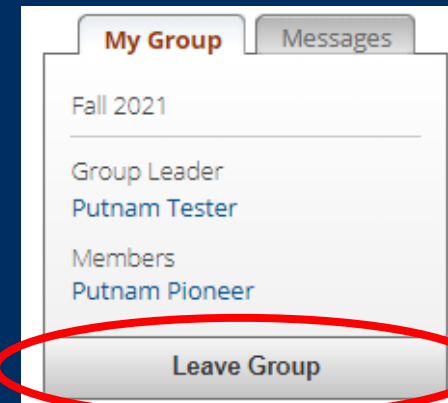 My Group Messages
Fall 2021
Group Leader
Putnam Tester
Members
Putnam Pioneer
Leave Group